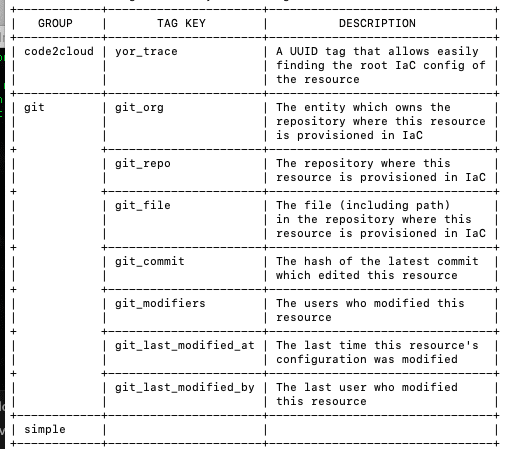 GROUP TAG KEY DESCRIPTION
code2cloud yor_trace A UUID tag that allows easily
finding the root IaC config of
the resource
git git_org The entity which owns the
repository where this resource
is provisioned in IaC
git_repo The repository where this
resource is provisioned in IaC
git_file The file (including path)
in the repository where this
resource is provisioned in IaC
git_commit The hash of the latest commit
which edited this resource
git_modifiers The users who modified this
resource
git_last_modified_at The last time this resource's
configuration was modified
git_last_modified_by The last user who modified
this resource
simple